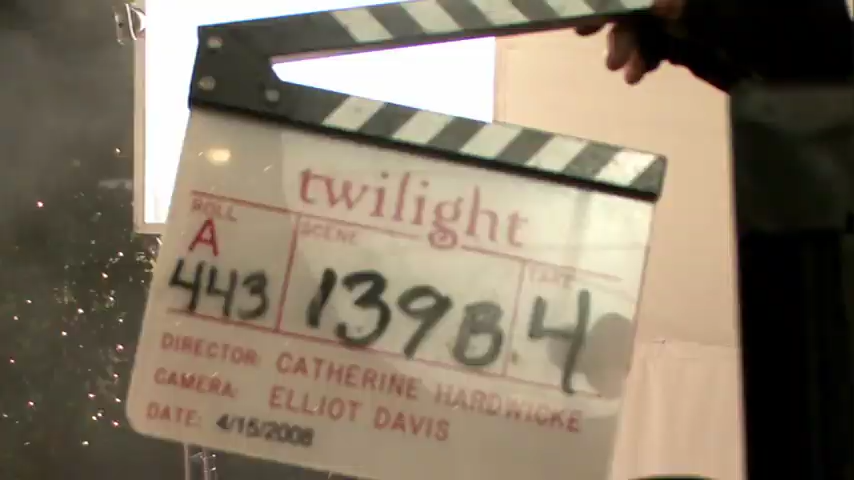 twilight
ROLL
SCENE
TAKE
A
443
139B
4
DIRECTOR: CATHERINE HARDWICKE
CAMERA: ELLIOT DAVIS
DATE: 4/15/2008